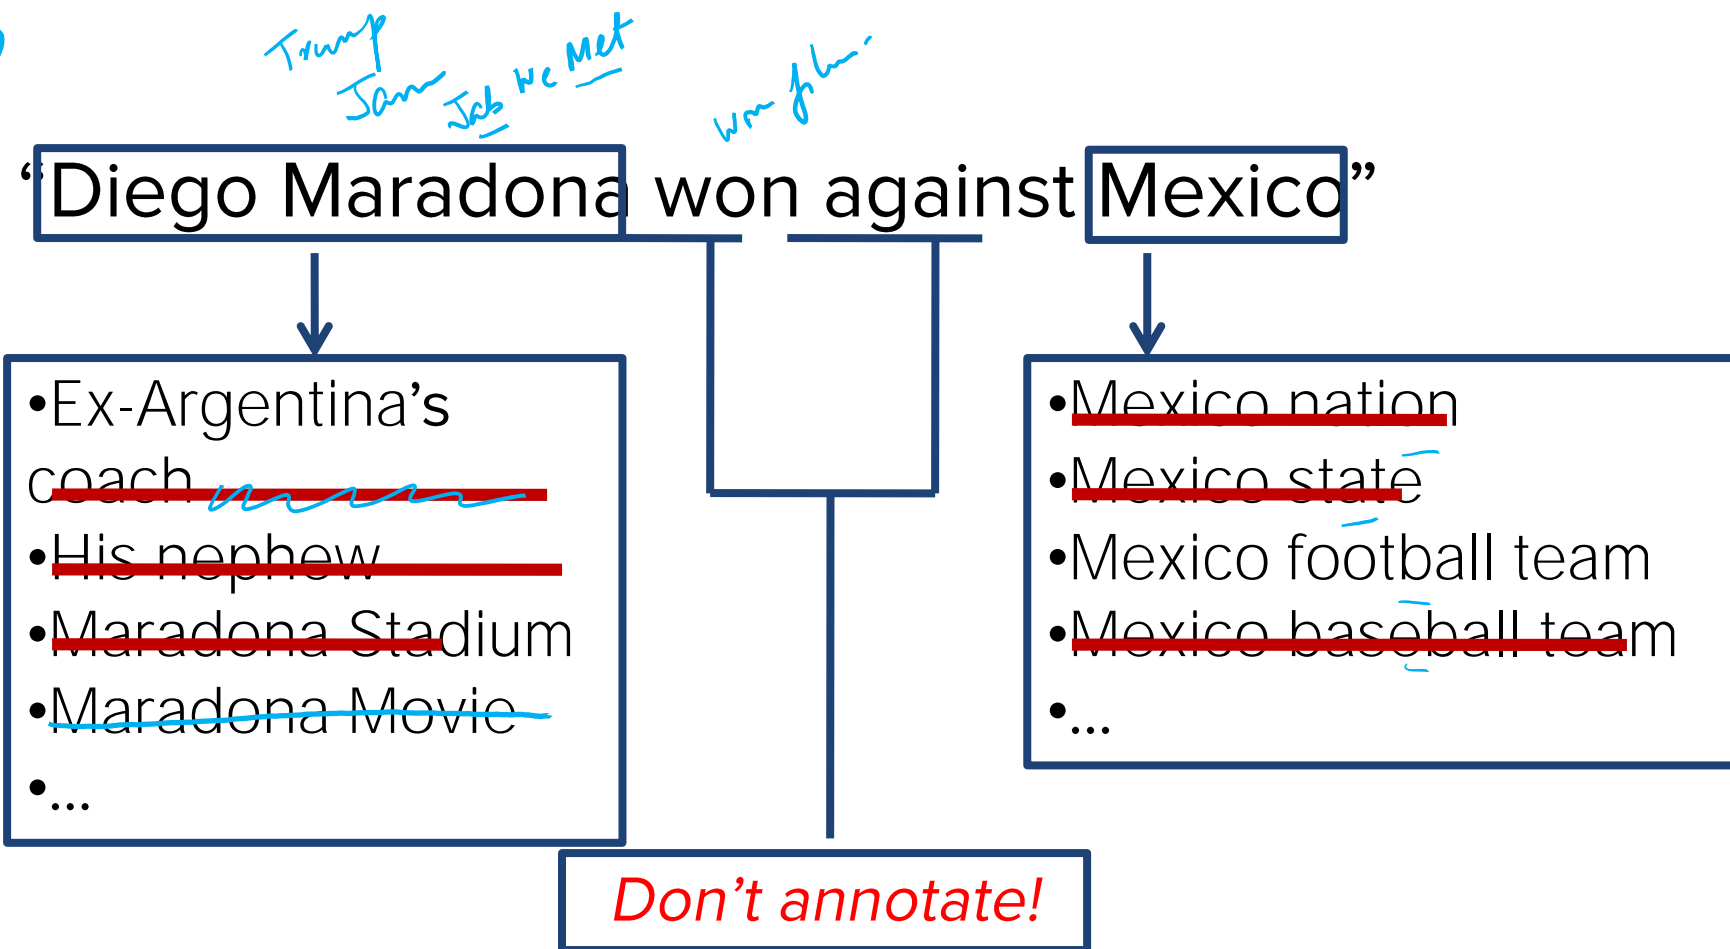 Trump
Jam
Jab We Met
won
“Diego Maradona won against Mexico”
•Ex-Argentina’s
coach
•His nephew
•Maradona Stadium
•Maradona Movie
•...
•Mexico nation
•Mexico state
•Mexico football team
•Mexico baseball team
•...
Don’t annotate!